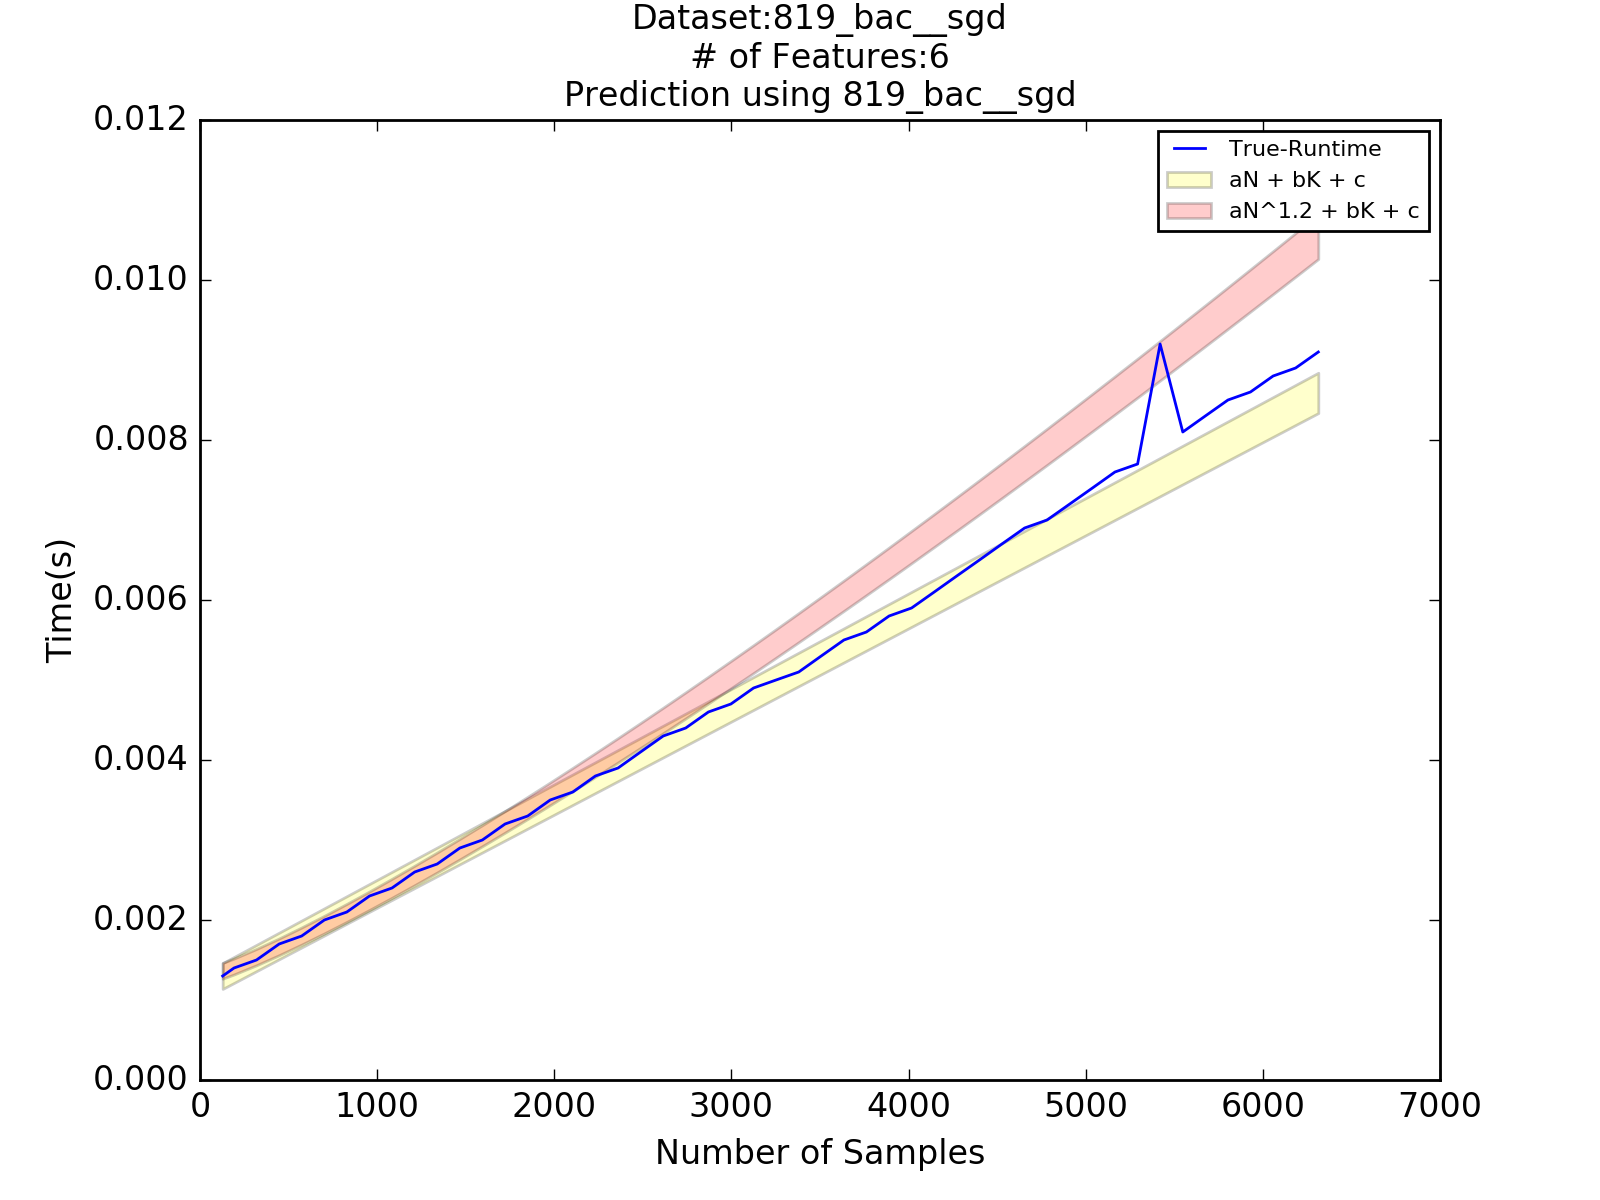 Dataset:819_bac__sgd
# of Features:6
Prediction using 819_bac__sgd
0.012
0.010
0.008
0.006
0.004
0.002
0.000
Time(s)
True-Runtime
aN + bK + c
aN^1.2 + bK + c
0 1000 2000 3000 4000 5000 6000 7000
Number of Samples